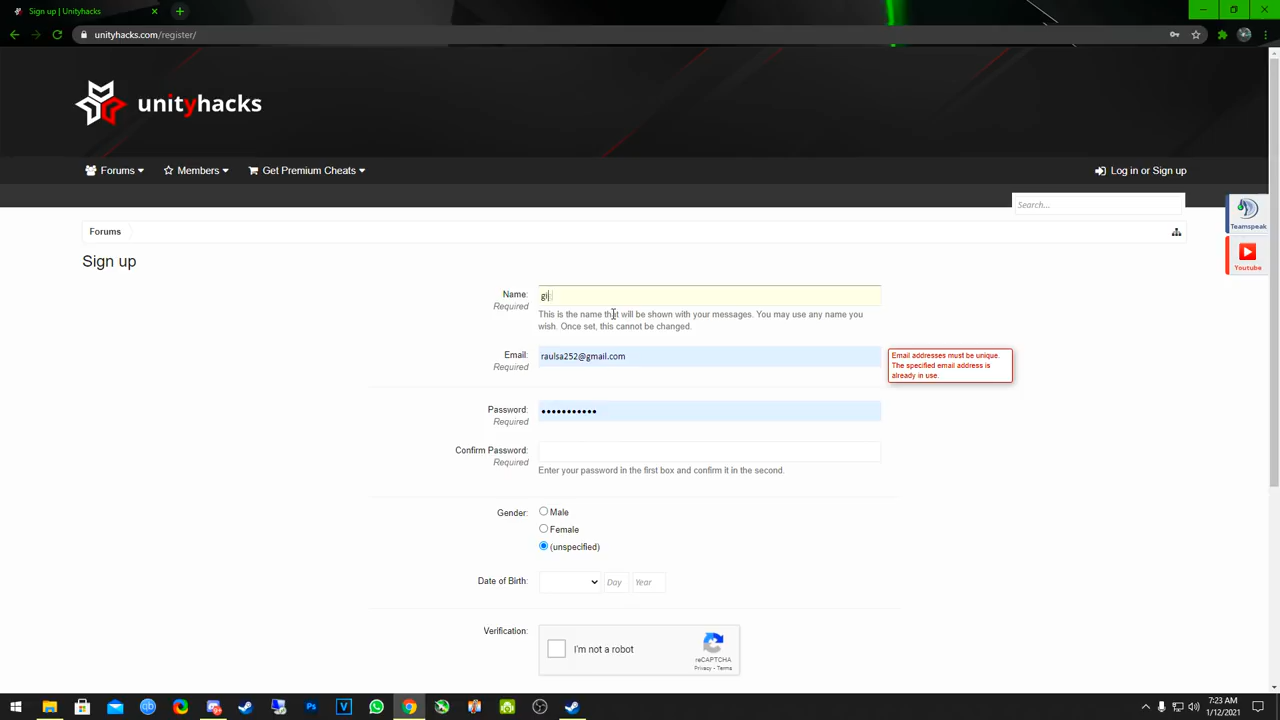 Sign up | Unityhacks
unityhacks.com/register/
unityhacks
Forums Members Get Premium Cheats Log in or Sign up
Search...
Teamspeak
Forums
Youtube
Sign up
Name:
Required
gi
This is the name that will be shown with your messages. You may use any name you
wish. Once set, this cannot be changed.
Email:
Required
raulsa252@gmail.com
Email addresses must be unique.
The specified email address is
already in use.
Password:
Required
•••••••••••
Confirm Password:
Required
Enter your password in the first box and confirm it in the second.
Gender:
Male
Female
(unspecified)
Date of Birth:
Day Year
Verification:
I'm not a robot
reCAPTCHA
Privacy - Terms
7:23 AM
1/12/2021